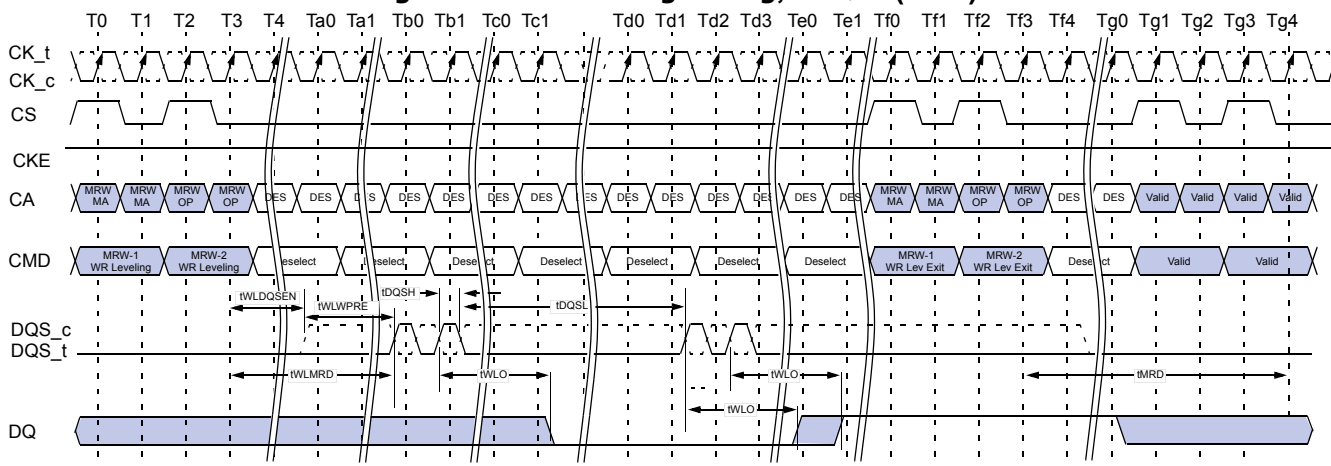 T0 T1 T2 T3 T4 Ta0 Ta1 Tb0 Tb1 Tc0 Tc1 Td0 Td1 Td2 Td3 Te0 Te1 Tf0 Tf1 Tf2 Tf3 Tf4 Tg0 Tg1 Tg2 Tg3 Tg4
CK_t
CK_c
CS
CKE
CA
MRW MA
MRW MA
MRW OP
MRW OP
DES DES DES DES DES DES DES DES DES DES DES DES DES DES
MRW MA
MRW MA
MRW OP
MRW OP
DES DES Valid Valid Valid Valid
CMD
MRW-1
WR Leveling
MRW-2
WR Leveling
Deselect Deselect Deselect Deselect Deselect Deselect Deselect
MRW-1
WR Lev Exit
MRW-2
WR Lev Exit
Deselect Valid Valid
tWLDQSEN tWLWPRE tDQSH tDQSL
DQS_c
DQS_t
tWLMRD tWLO tWLO tMRD
tWLO
DQ